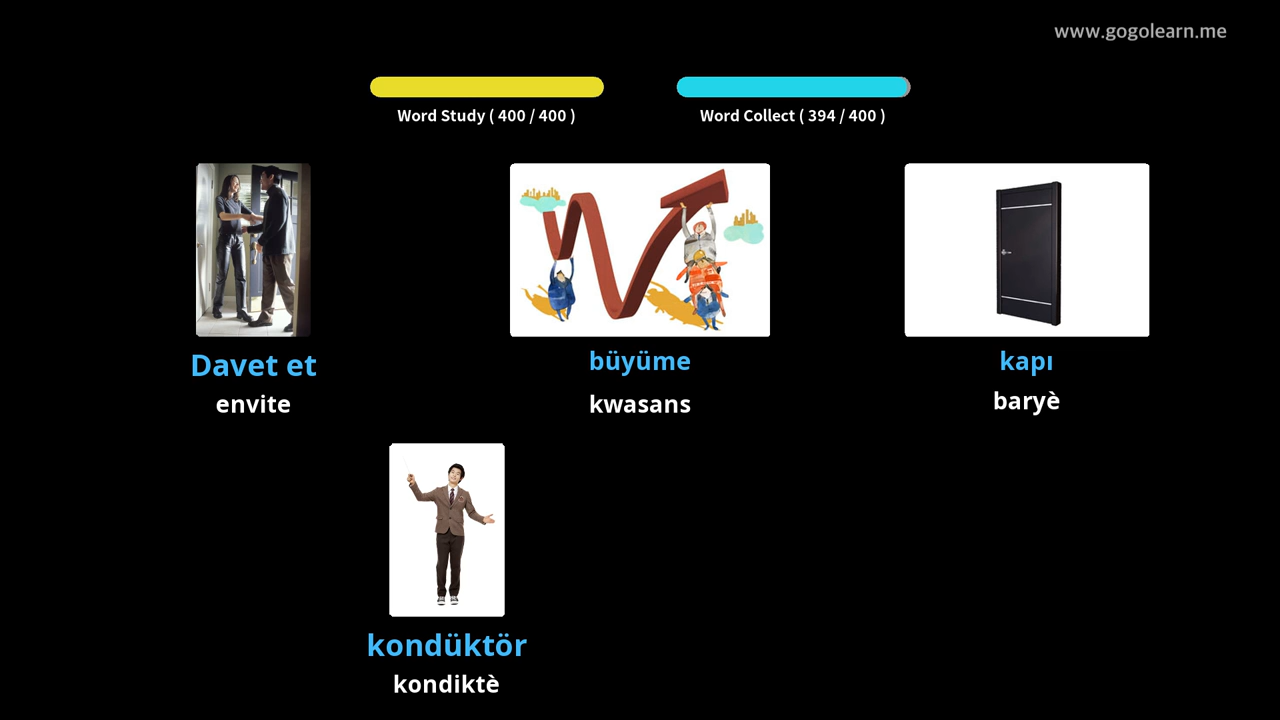 www.gogolearn.me
Word Study ( 400 / 400 )
Word Collect ( 394 / 400 )
Davet et
envite
büyüme
kwasans
kapı
baryè
kondüktör
kondiktè